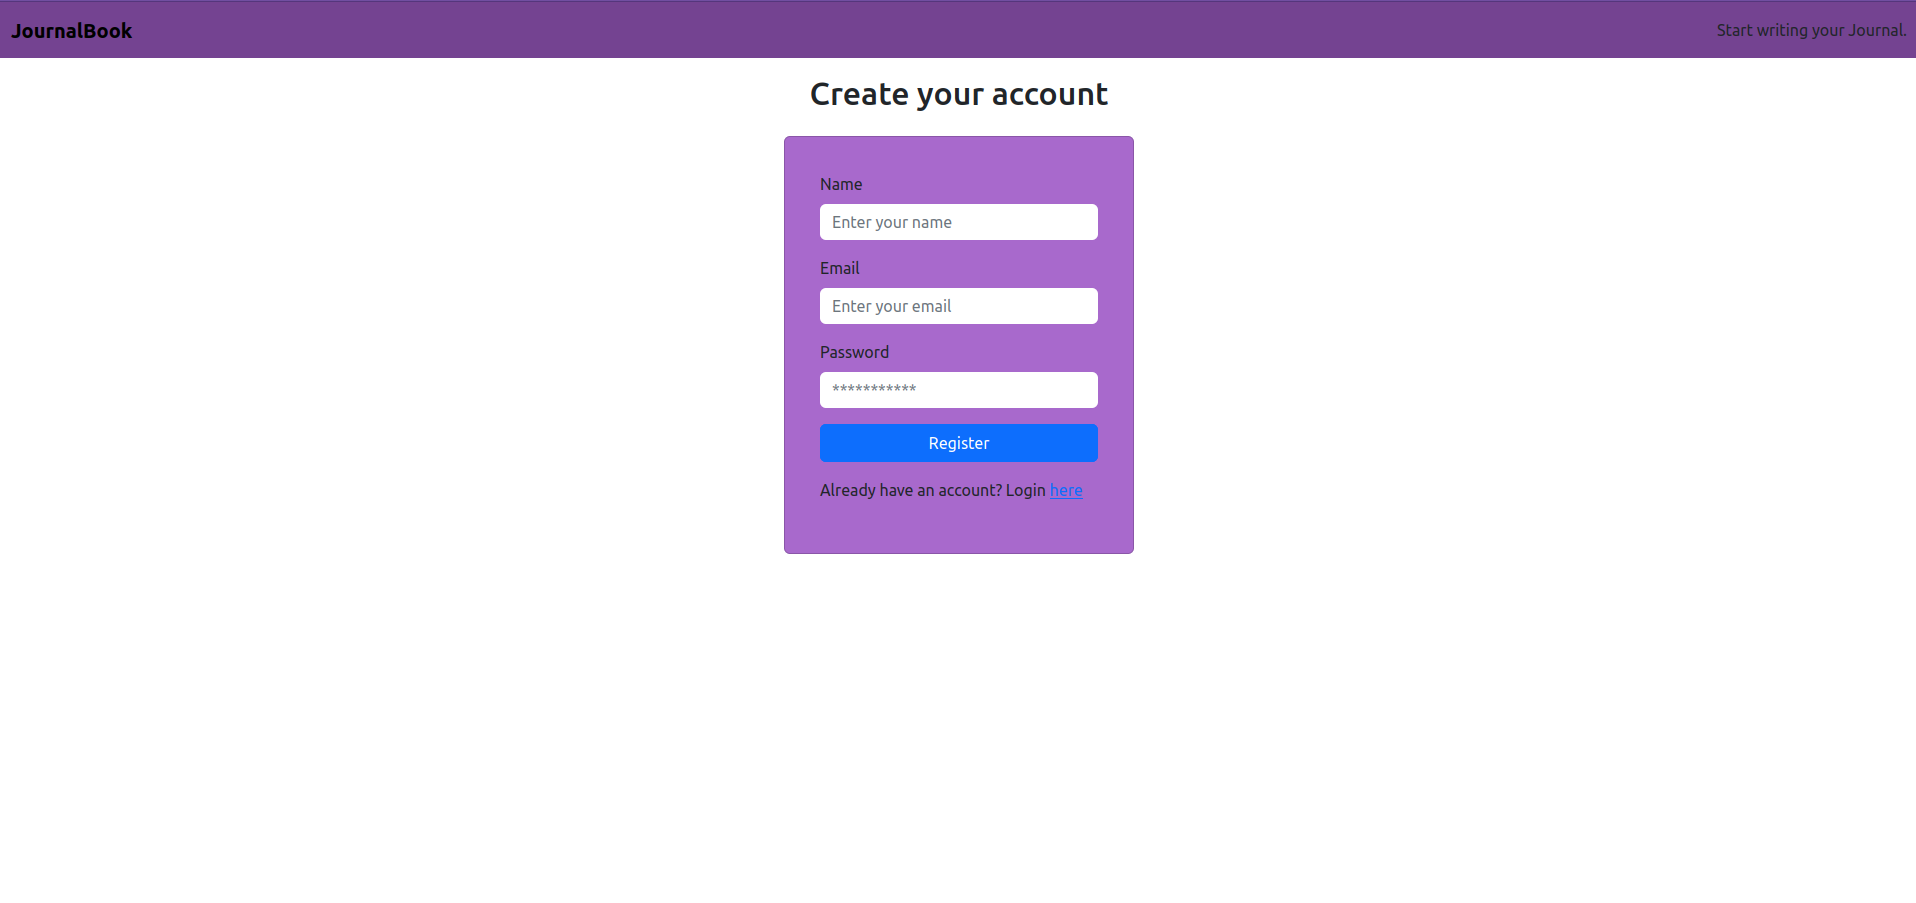 JournalBook
Start writing your Journal.
Create your account
Name
Enter your name
Email
Enter your email
Password
***********
Register
Already have an account? Login here